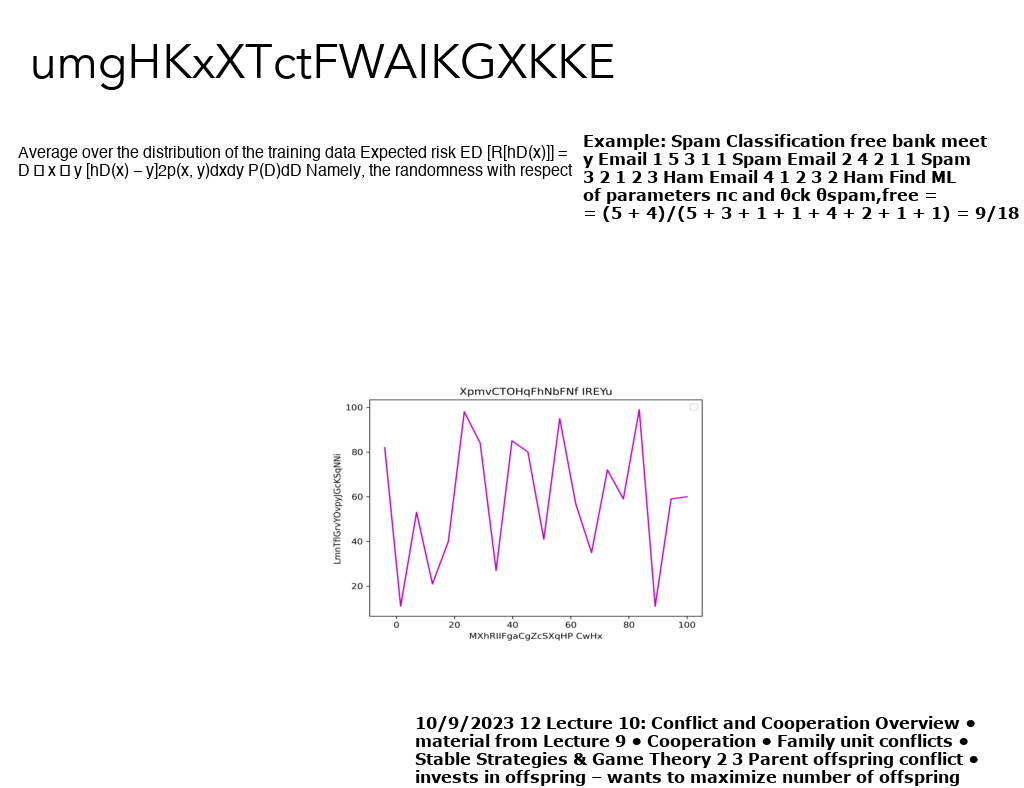 umgHKxXTctFWAIKGXKKE
Average over the distribution of the training data Expected risk ED [R[hD(x)]] =
D □ x □ y [hD(x) – y]2p(x, y)dxdy P(D)dD Namely, the randomness with respect
Example: Spam Classification free bank meet
y Email 1 5 3 1 1 Spam Email 2 4 2 1 1 Spam
3 2 1 2 3 Ham Email 4 1 2 3 2 Ham Find ML
of parameters πc and θck θspam,free =
= (5 + 4)/(5 + 3 + 1 + 1 + 4 + 2 + 1 + 1) = 9/18
XpmvCTOHqFhNbFNf IREYu
100
80
60
40
20
0 20 40 60 80 100
MXhRIIFgaCgZcSXqHP CwHx
10/9/2023 12 Lecture 10: Conflict and Cooperation Overview •
material from Lecture 9 • Cooperation • Family unit conflicts •
Stable Strategies & Game Theory 2 3 Parent offspring conflict •
invests in offspring – wants to maximize number of offspring